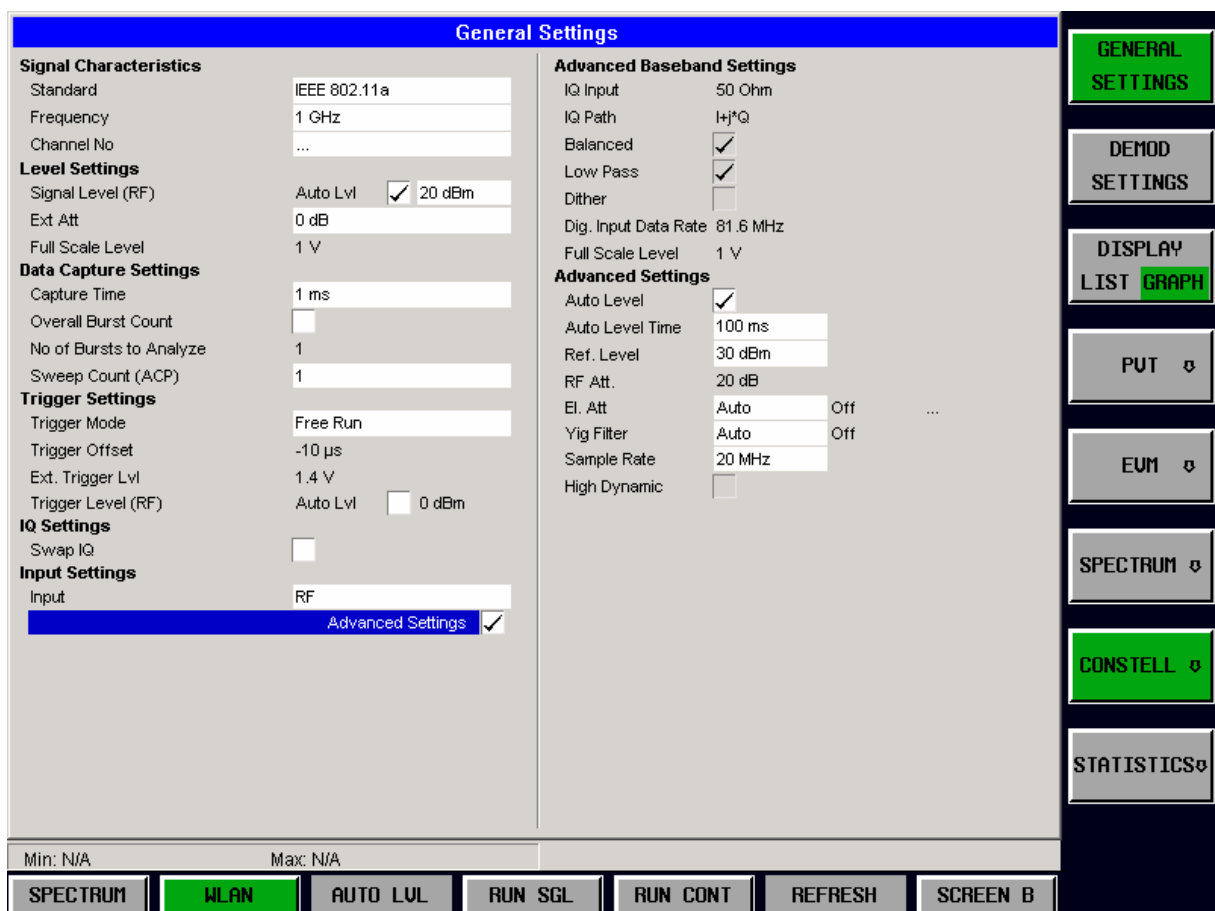 General Settings
Signal Characteristics
Standard IEEE 802.11a
Frequency 1 GHz
Channel No ...
Level Settings
Signal Level (RF) Auto Lvl 20 dBm
Ext Att 0 dB
Full Scale Level 1 V
Data Capture Settings
Capture Time 1 ms
Overall Burst Count
No of Bursts to Analyze 1
Sweep Count (ACP) 1
Trigger Settings
Trigger Mode Free Run
Trigger Offset -10 µs
Ext. Trigger Lvl 1.4 V
Trigger Level (RF) Auto Lvl 0 dBm
IQ Settings
Swap IQ
Input Settings
Input RF
Advanced Settings
Advanced Baseband Settings
IQ Input 50 Ohm
IQ Path I+j*Q
Balanced
Low Pass
Dither
Dig. Input Data Rate 81.6 MHz
Full Scale Level 1 V
Advanced Settings
Auto Level
Auto Level Time 100 ms
Ref. Level 30 dBm
RF Att. 20 dB
El. Att Auto Off ...
Yig Filter Auto Off
Sample Rate 20 MHz
High Dynamic
Min: N/A Max: N/A
GENERAL
SETTINGS
DEMOD
SETTINGS
DISPLAY
LIST GRAPH
PVT
EVM
SPECTRUM
CONSTELL
STATISTICS
SPECTRUM WLAN AUTO LVL RUN SGL RUN CONT REFRESH SCREEN B